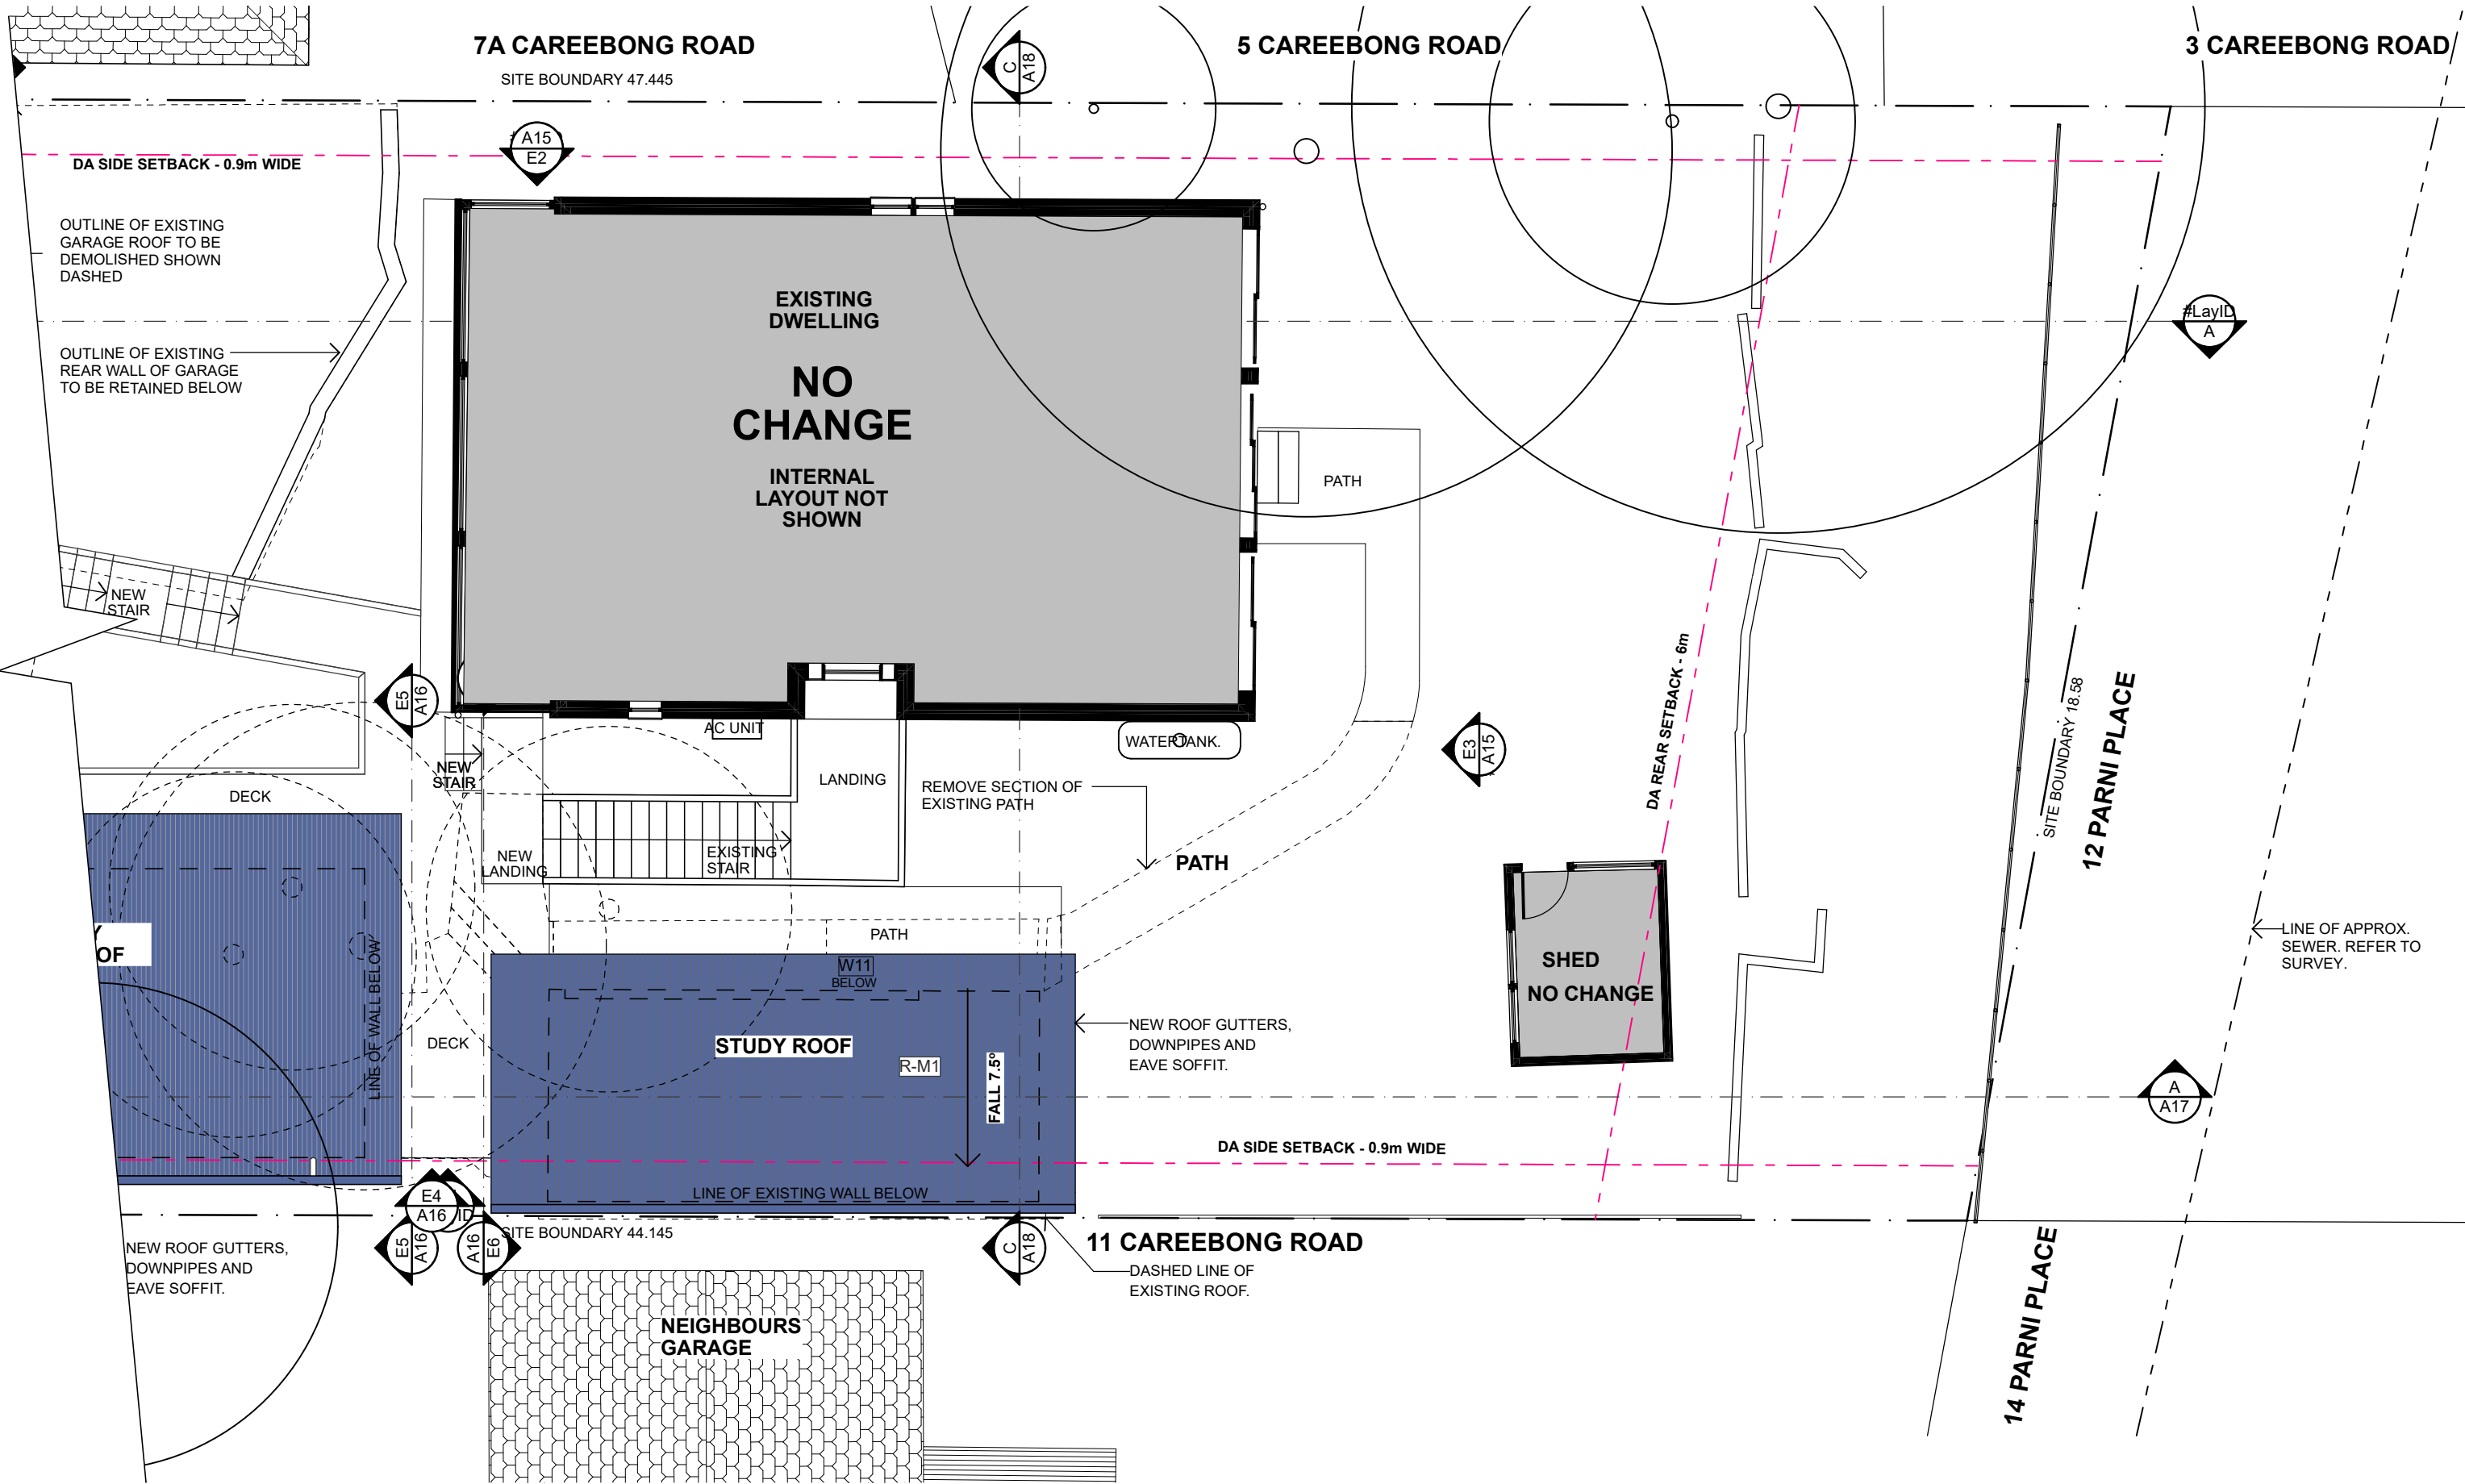 7A CAREEBONG ROAD
5 CAREEBONG ROAD
3 CAREEBONG ROAD
SITE BOUNDARY 47.445
C
A18
A15
E2
DA SIDE SETBACK - 0.9m WIDE
OUTLINE OF EXISTING
GARAGE ROOF TO BE
DEMOLISHED SHOWN
DASHED
EXISTING
DWELLING
#LayID
A
OUTLINE OF EXISTING
REAR WALL OF GARAGE
TO BE RETAINED BELOW
NO
CHANGE
INTERNAL
LAYOUT NOT
SHOWN
PATH
NEW
STAIR
E5
A16
AC UNIT
WATERTANK.
E3
A15
DA REAR SETBACK - 6m
SITE BOUNDARY 18.58
12 PARNI PLACE
NEW
STAIR
LANDING
REMOVE SECTION OF
EXISTING PATH
DECK
NEW
LANDING
EXISTING
STAIR
PATH
PATH
OF
LINE OF WALL BELOW
W11
BELOW
SHED
NO CHANGE
LINE OF APPROX.
SEWER. REFER TO
SURVEY.
DECK
STUDY ROOF
R-M1
FALL 7.5°
NEW ROOF GUTTERS,
DOWNPIPES AND
EAVE SOFFIT.
A
A17
DA SIDE SETBACK - 0.9m WIDE
LINE OF EXISTING WALL BELOW
E4
A16
ID
SITE BOUNDARY 44.145
E5
A16
A16
E6
C
A18
11 CAREEBONG ROAD
NEW ROOF GUTTERS,
DOWNPIPES AND
EAVE SOFFIT.
DASHED LINE OF
EXISTING ROOF.
14 PARNI PLACE
NEIGHBOURS
GARAGE